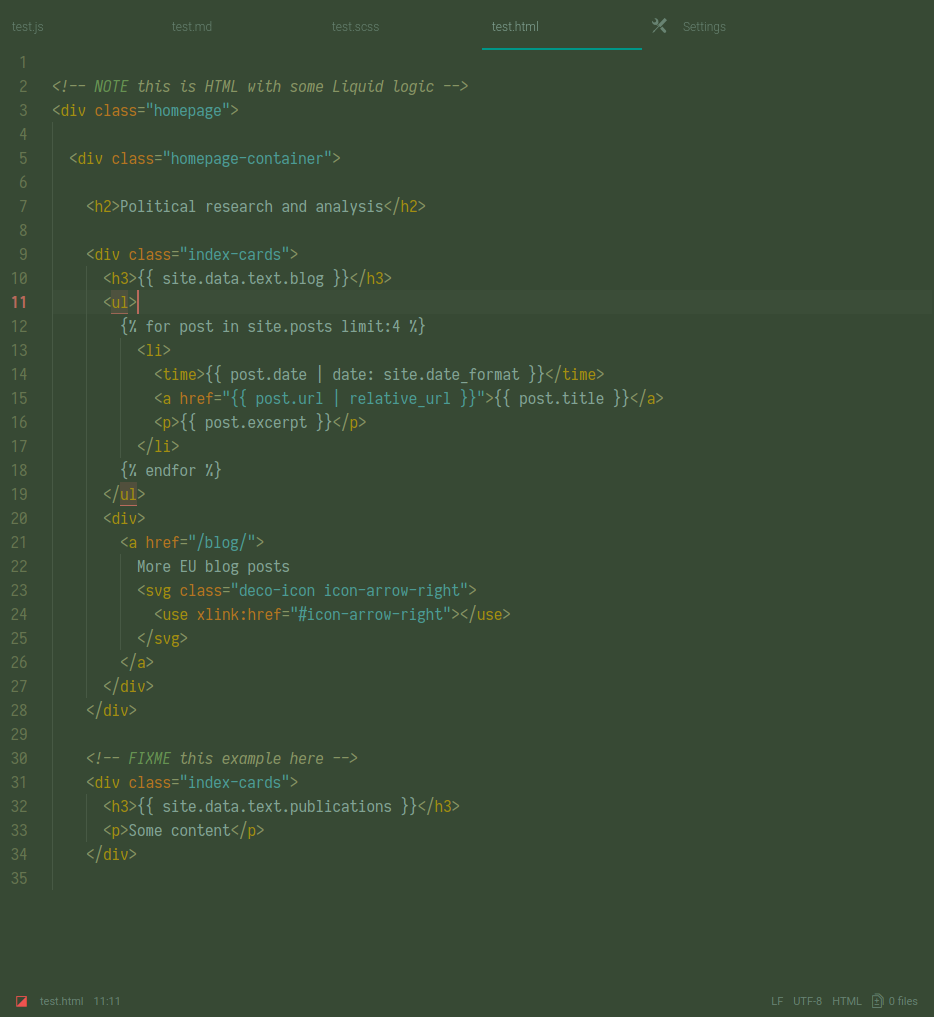 test.js test.md test.scss test.html Settings
1
2 <!-- NOTE this is HTML with some Liquid logic -->
3 <div class="homepage">
4
5   <div class="homepage-container">
6
7     <h2>Political research and analysis</h2>
8
9     <div class="index-cards">
10       <h3>{{ site.data.text.blog }}</h3>
11       <ul>
12         {% for post in site.posts limit:4 %}
13           <li>
14             <time>{{ post.date | date: site.date_format }}</time>
15             <a href="{{ post.url | relative_url }}">{{ post.title }}</a>
16             <p>{{ post.excerpt }}</p>
17           </li>
18         {% endfor %}
19       </ul>
20       <div>
21         <a href="/blog/">
22           More EU blog posts
23           <svg class="deco-icon icon-arrow-right">
24             <use xlink:href="#icon-arrow-right"></use>
25           </svg>
26         </a>
27       </div>
28     </div>
29
30     <!-- FIXME this example here -->
31     <div class="index-cards">
32       <h3>{{ site.data.text.publications }}</h3>
33       <p>Some content</p>
34     </div>
35
test.html 11:11 LF UTF-8 HTML 0 files